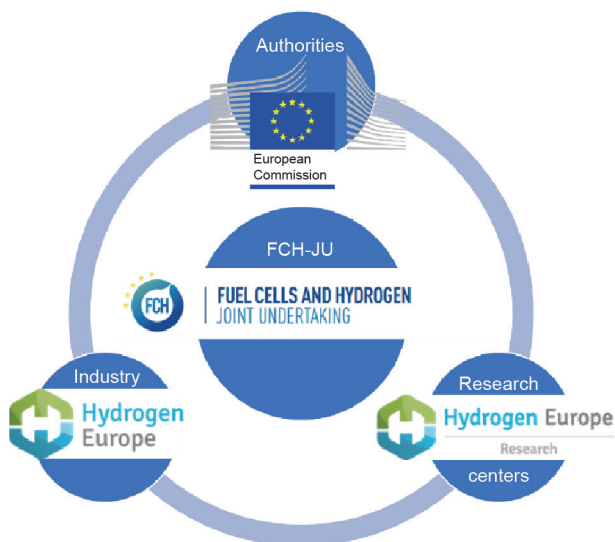 Authorities
European
Commission
FCH-JU
FCH
FUEL CELLS AND HYDROGEN
JOINT UNDERTAKING
Industry
Hydrogen
Europe
Research
Hydrogen Europe
Research
centers